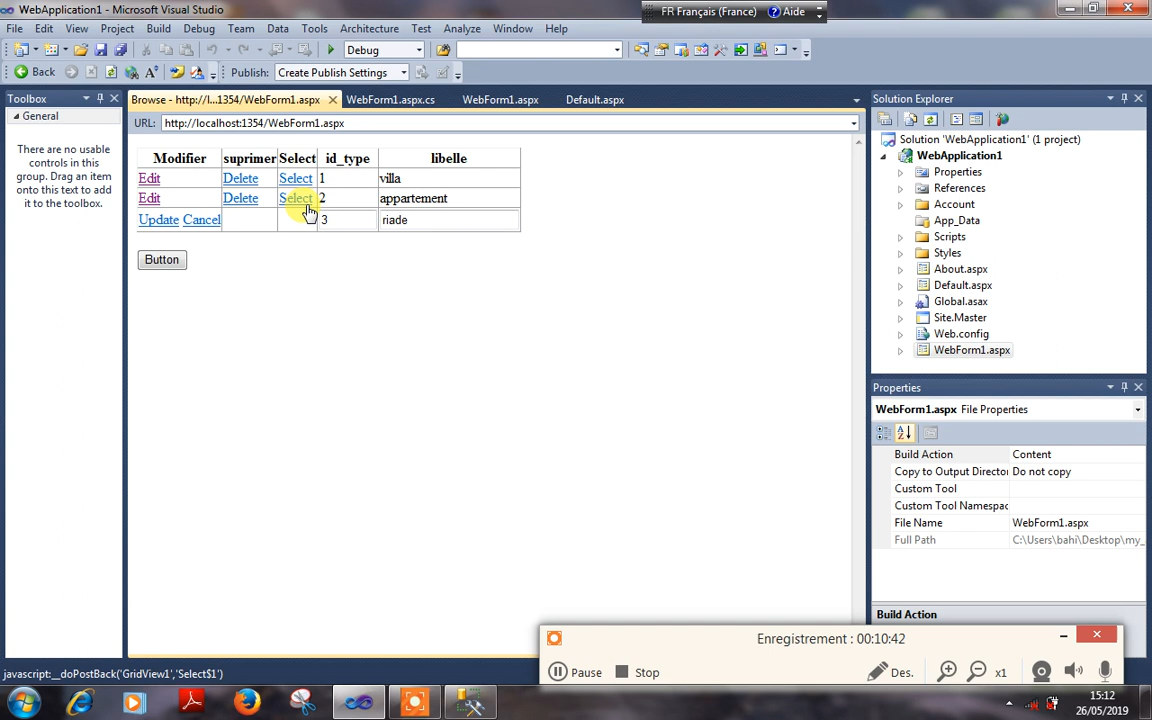 WebApplication1 - Microsoft Visual Studio
FR Français (France)
Aide
File Edit View Project Build Debug Team Data Tools Architecture Test Analyze Window Help
Debug
Back
Publish: Create Publish Settings
Toolbox
General
There are no usable
controls in this
group. Drag an item
onto this text to add
it to the toolbox.
Browse - http://l...1354/WebForm1.aspx WebForm1.aspx.cs WebForm1.aspx Default.aspx
URL: http://localhost:1354/WebForm1.aspx
Modifier suprimer Select id_type libelle
Edit Delete Select 1 villa
Edit Delete Select 2 appartement
Update Cancel 3 riade
Button
Solution Explorer
Solution 'WebApplication1' (1 project)
WebApplication1
Properties
References
Account
App_Data
Scripts
Styles
About.aspx
Default.aspx
Global.asax
Site.Master
Web.config
WebForm1.aspx
Properties
WebForm1.aspx File Properties
Build Action Content
Copy to Output Director Do not copy
Custom Tool
Custom Tool Namespac
File Name WebForm1.aspx
Full Path C:\Users\bahi\Desktop\my_
Build Action
Enregistrement : 00:10:42
Pause Stop Des. x1
javascript:__doPostBack('GridView1','Select$1')
15:12
26/05/2019